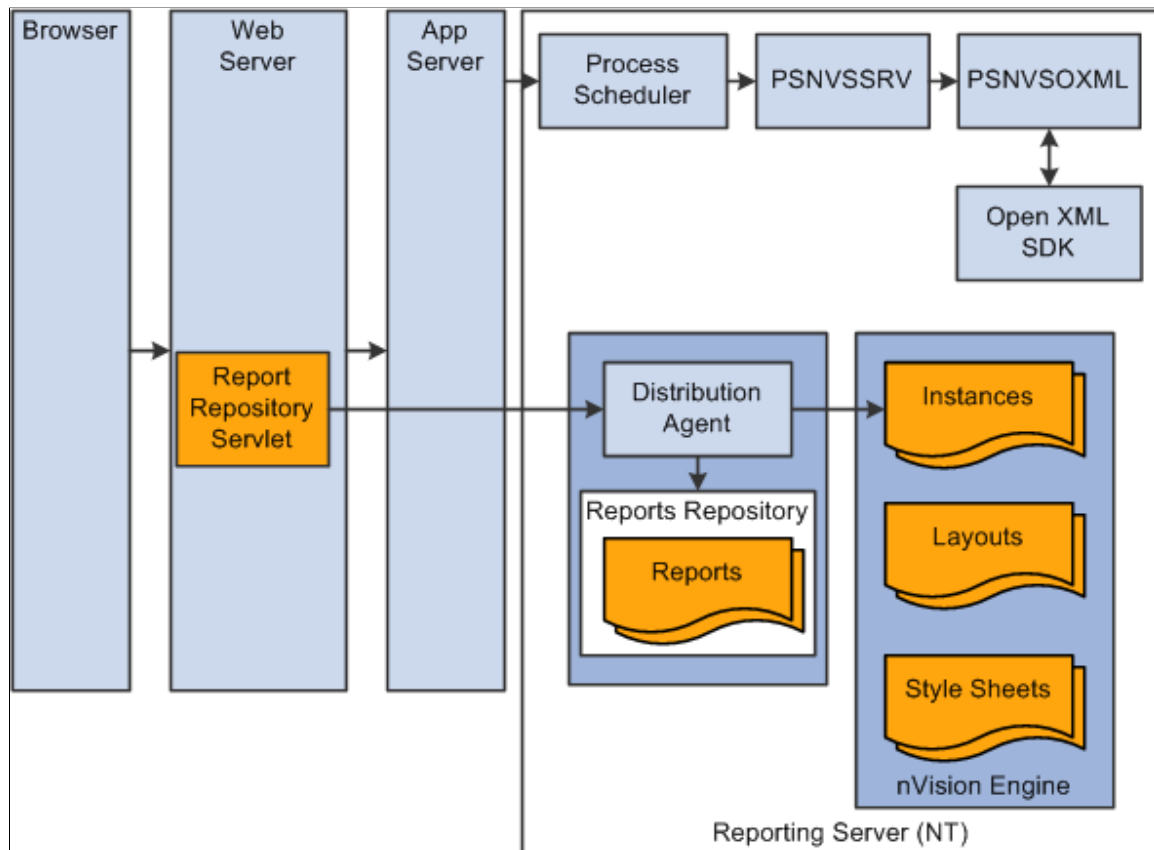 Browser
Web
Server
App
Server
Process
Scheduler
PSNVSSRV
PSNVSOXML
Open XML
SDK
Report
Repository
Servlet
Distribution
Agent
Reports Repository
Reports
Instances
Layouts
Style Sheets
nVision Engine
Reporting Server (NT)